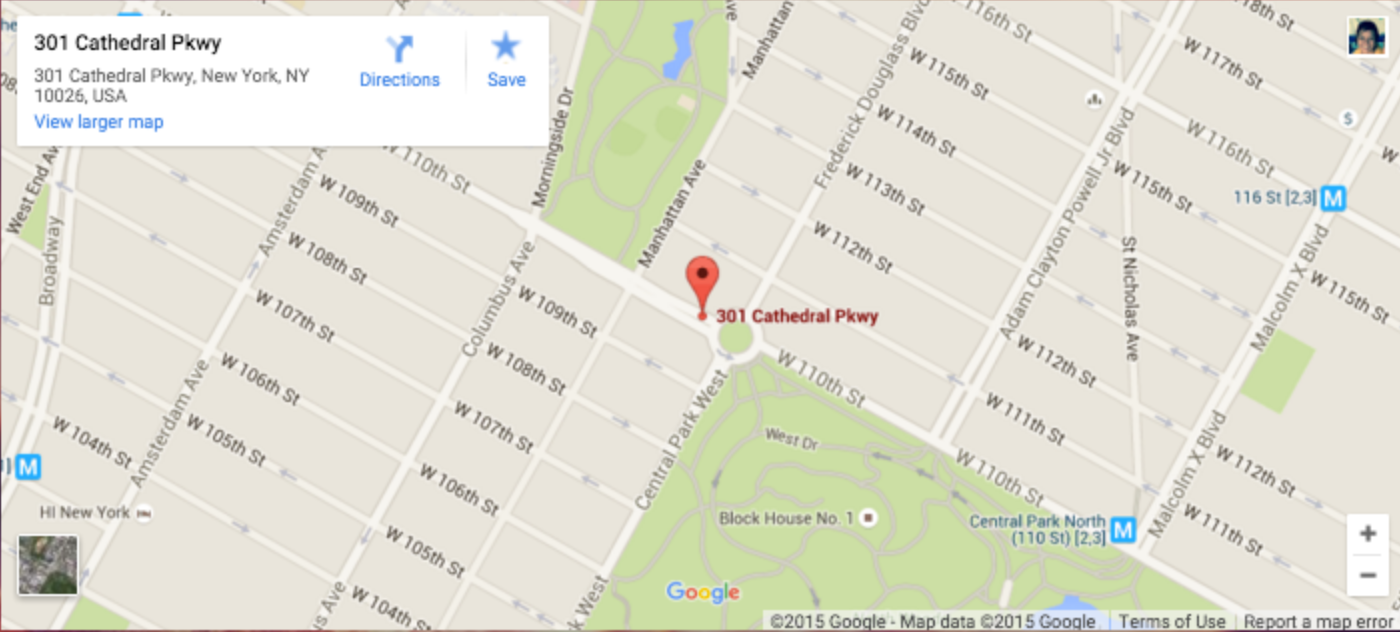 301 Cathedral Pkwy
301 Cathedral Pkwy, New York, NY
10026, USA
View larger map
Directions
Save
W 116th St
W 117th St
W 115th St
W 114th St
W 113th St
W 112th St
W 116th St
W 115th St
116 St [2,3]
M
W 115th St
Manhattan
Frederick Douglass Blvd
Adam Clayton Powell Jr Blvd
St Nicholas Ave
Malcolm X Blvd
Morningside Dr
Manhattan Ave
West End Av
Broadway
Amsterdam A
W 110th St
W 109th St
W 108th St
W 107th St
W 106th St
W 105th St
W 104th St
Amsterdam Ave
Columbus Ave
W 109th St
W 108th St
W 107th St
W 106th St
W 105th St
W 104th St
301 Cathedral Pkwy
W 110th St
W 112th St
W 111th St
W 110th St
W 112th St
W 111th St
Malcolm X Blvd
Central Park West
West Dr
Block House No. 1
Central Park North
(110 St) [2,3]
M
M
HI New York
us Ave
k West
Google
+
−
©2015 Google - Map data ©2015 Google
Terms of Use
Report a map error